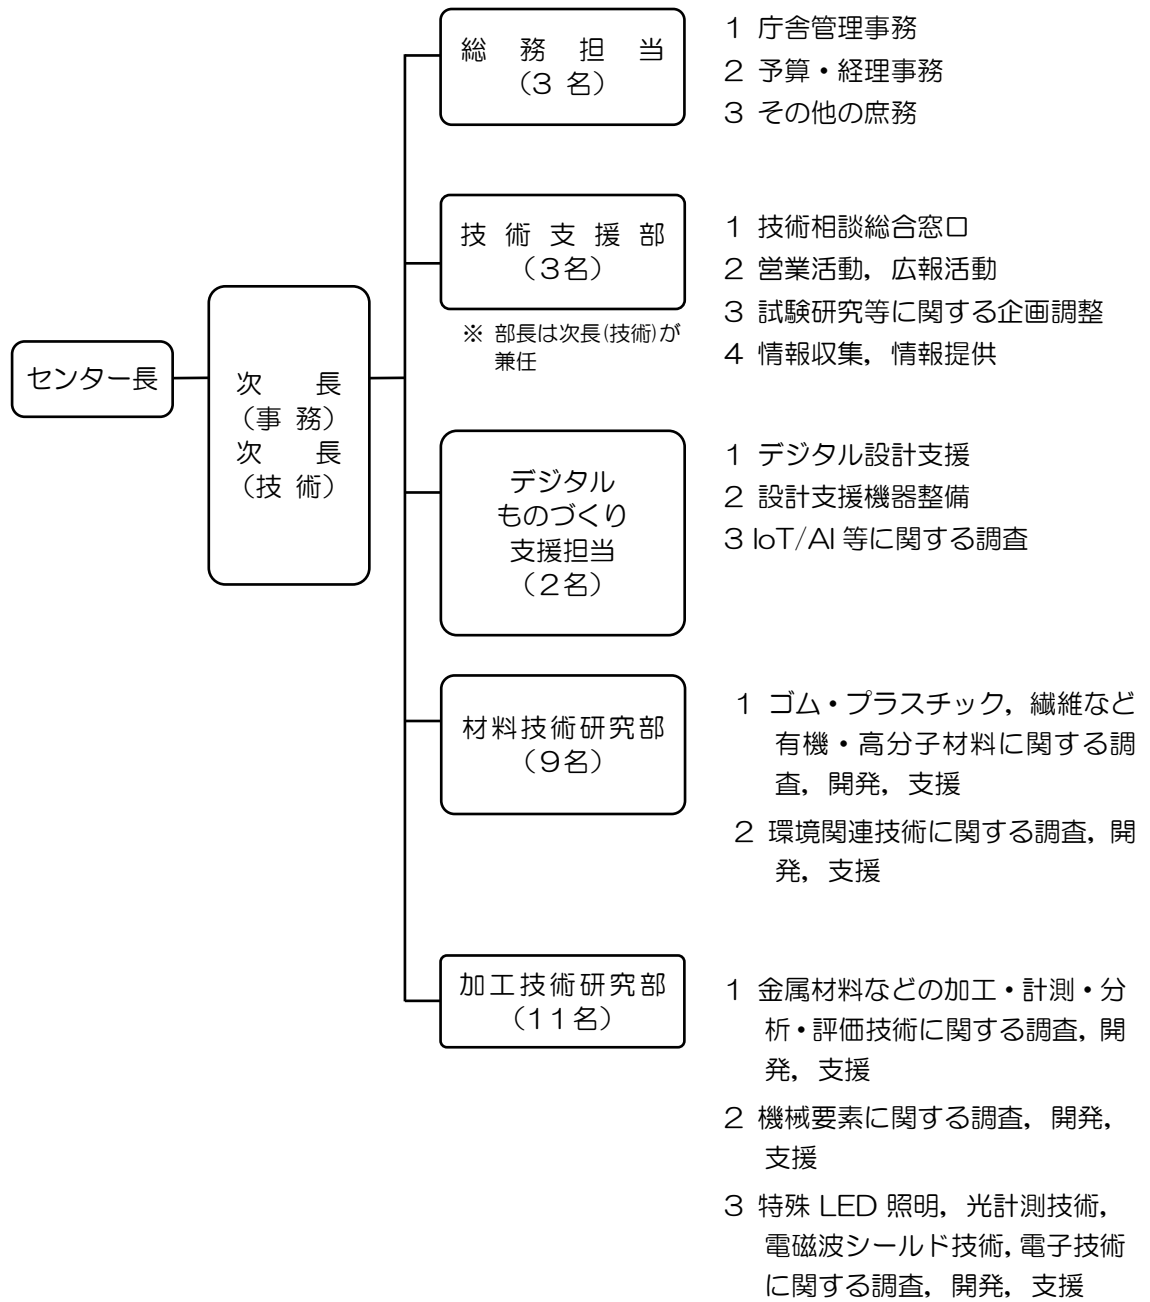 センター長
次　長
（事 務）
次　長
（技 術）
総　務　担　当
（3 名）
1 庁舎管理事務
2 予算・経理事務
3 その他の庶務
技 術 支 援 部
（3名）
※ 部長は次長(技術)が
兼任
1 技術相談総合窓口
2 営業活動，広報活動
3 試験研究等に関する企画調整
4 情報収集，情報提供
デジタル
ものづくり
支援担当
（2名）
1 デジタル設計支援
2 設計支援機器整備
3 IoT/AI 等に関する調査
材料技術研究部
（9名）
1 ゴム・プラスチック，繊維など
有機・高分子材料に関する調
査，開発，支援
2 環境関連技術に関する調査，開
発，支援
加工技術研究部
（11名）
1 金属材料などの加工・計測・分
析・評価技術に関する調査，開
発，支援
2 機械要素に関する調査，開発，
支援
3 特殊 LED 照明，光計測技術，
電磁波シールド技術，電子技術
に関する調査，開発，支援